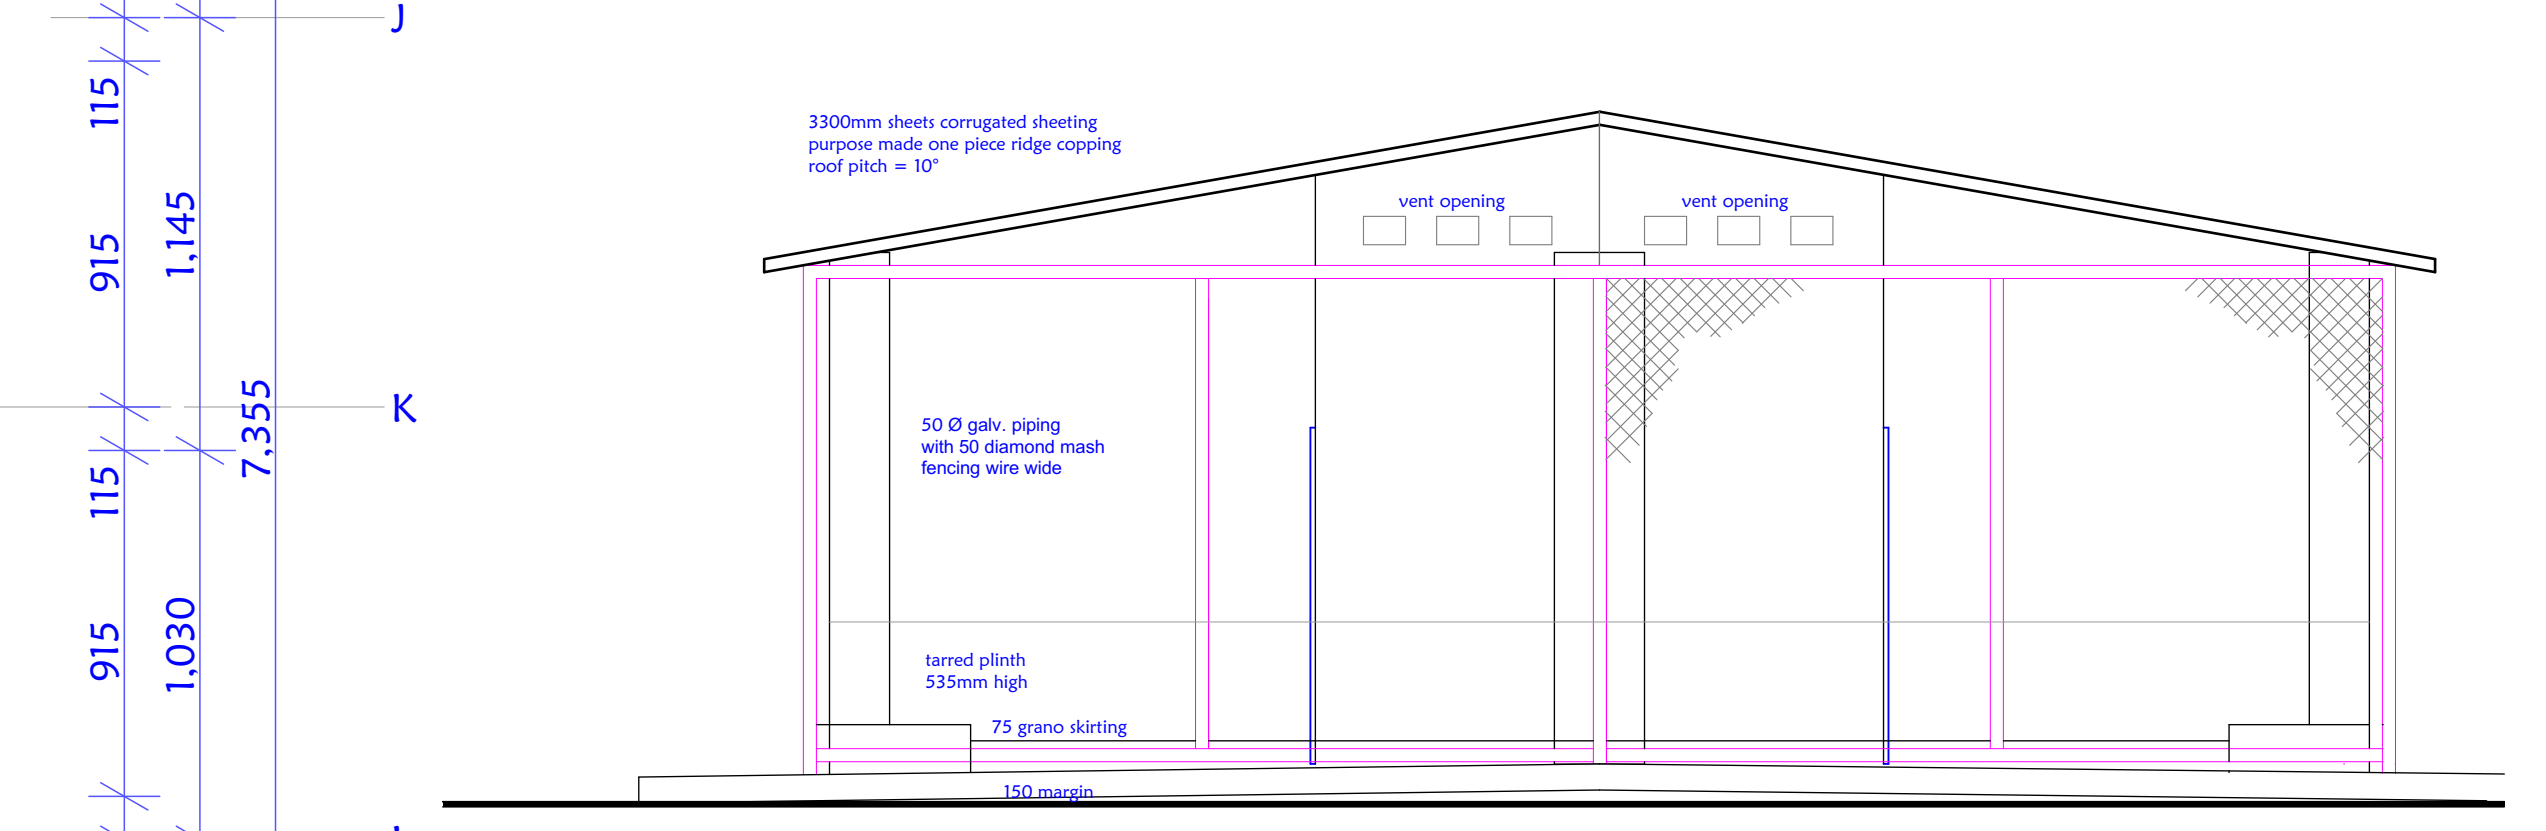 J
115
915
1,145
K
7,355
115
915
1,030
3300mm sheets corrugated sheeting
purpose made one piece ridge copping
roof pitch = 10°
vent opening
vent opening
50 Ø galv. piping
with 50 diamond mash
fencing wire wide
tarred plinth
535mm high
75 grano skirting
150 margin